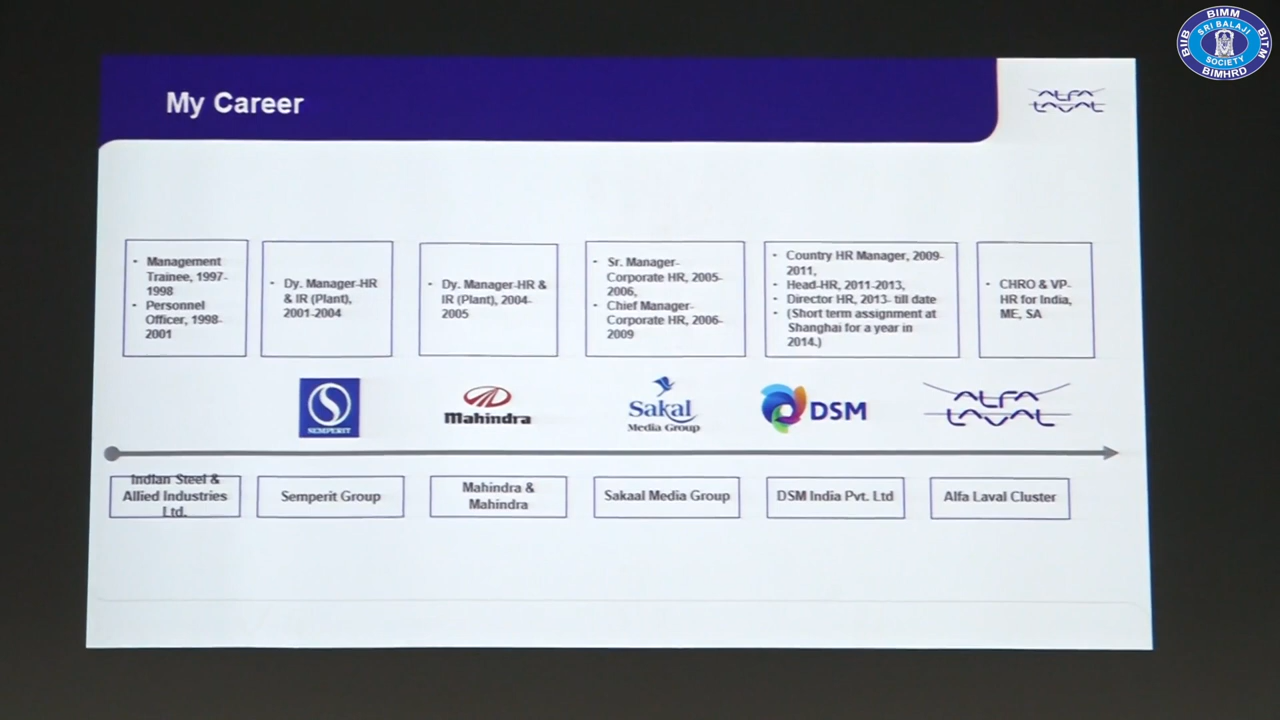 BIMM
SRI BALAJI
BIIB
BITM
SOCIETY
BIMHRD
My Career
ALFA
LAVAL
• Management
Trainee, 1997-
1998
• Personnel
Officer, 1998-
2001
• Dy. Manager-HR
& IR (Plant),
2001-2004
• Dy. Manager-HR &
IR (Plant), 2004-
2005
• Sr. Manager-
Corporate HR, 2005-
2006,
• Chief Manager-
Corporate HR, 2006-
2009
• Country HR Manager, 2009-
2011,
• Head-HR, 2011-2013,
• Director HR, 2013- till date
• (Short term assignment at
Shanghai for a year in
2014.)
• CHRO & VP-
HR for India,
ME, SA
SEMPERIT
Mahindra
Sakal
Media Group
DSM
ALFA
LAVAL
Indian Steel &
Allied Industries
Ltd.
Semperit Group
Mahindra &
Mahindra
Sakaal Media Group
DSM India Pvt. Ltd
Alfa Laval Cluster